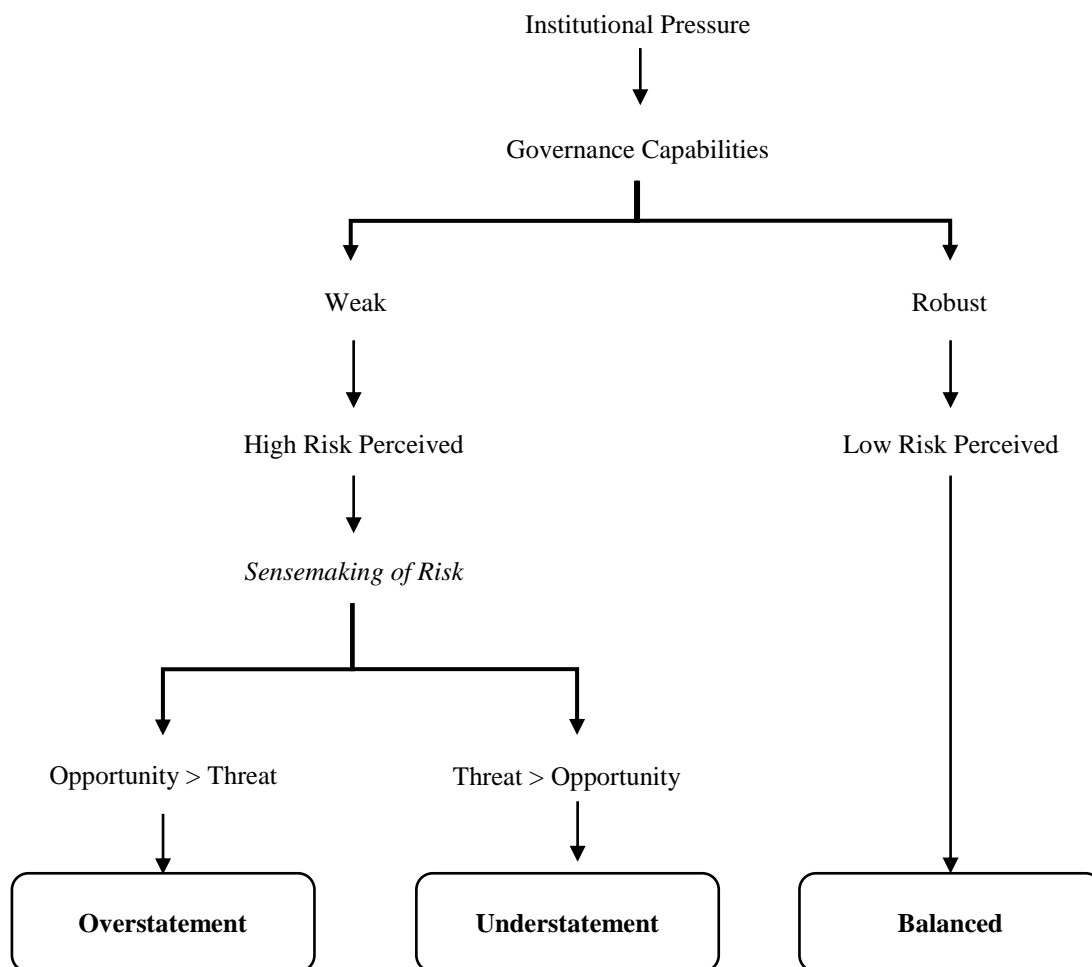 Institutional Pressure
Governance Capabilities
Weak
Robust
High Risk Perceived
Low Risk Perceived
Sensemaking of Risk
Opportunity > Threat
Threat > Opportunity
Overstatement
Understatement
Balanced